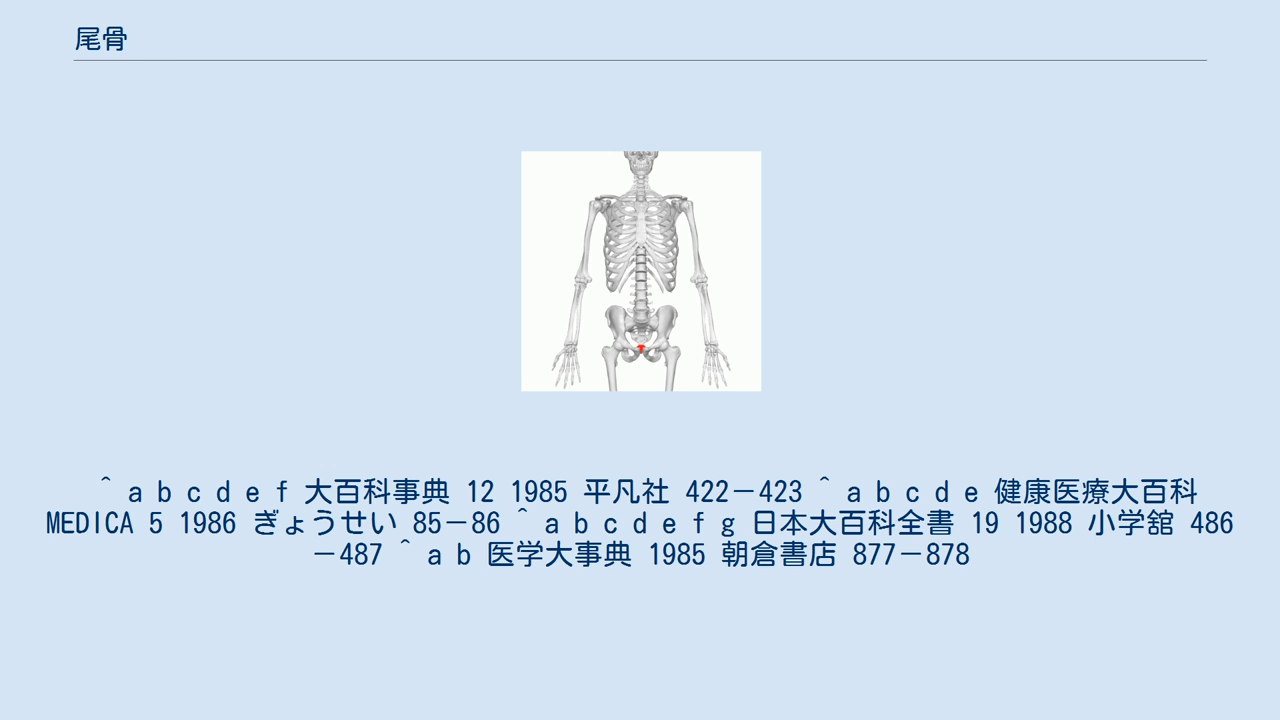 尾骨
^ a b c d e f 大百科事典 12 1985 平凡社 422－423 ^ a b c d e 健康医療大百科
MEDICA 5 1986 ぎょうせい 85－86 ^ a b c d e f g 日本大百科全書 19 1988 小学舘 486
－487 ^ a b 医学大事典 1985 朝倉書店 877－878